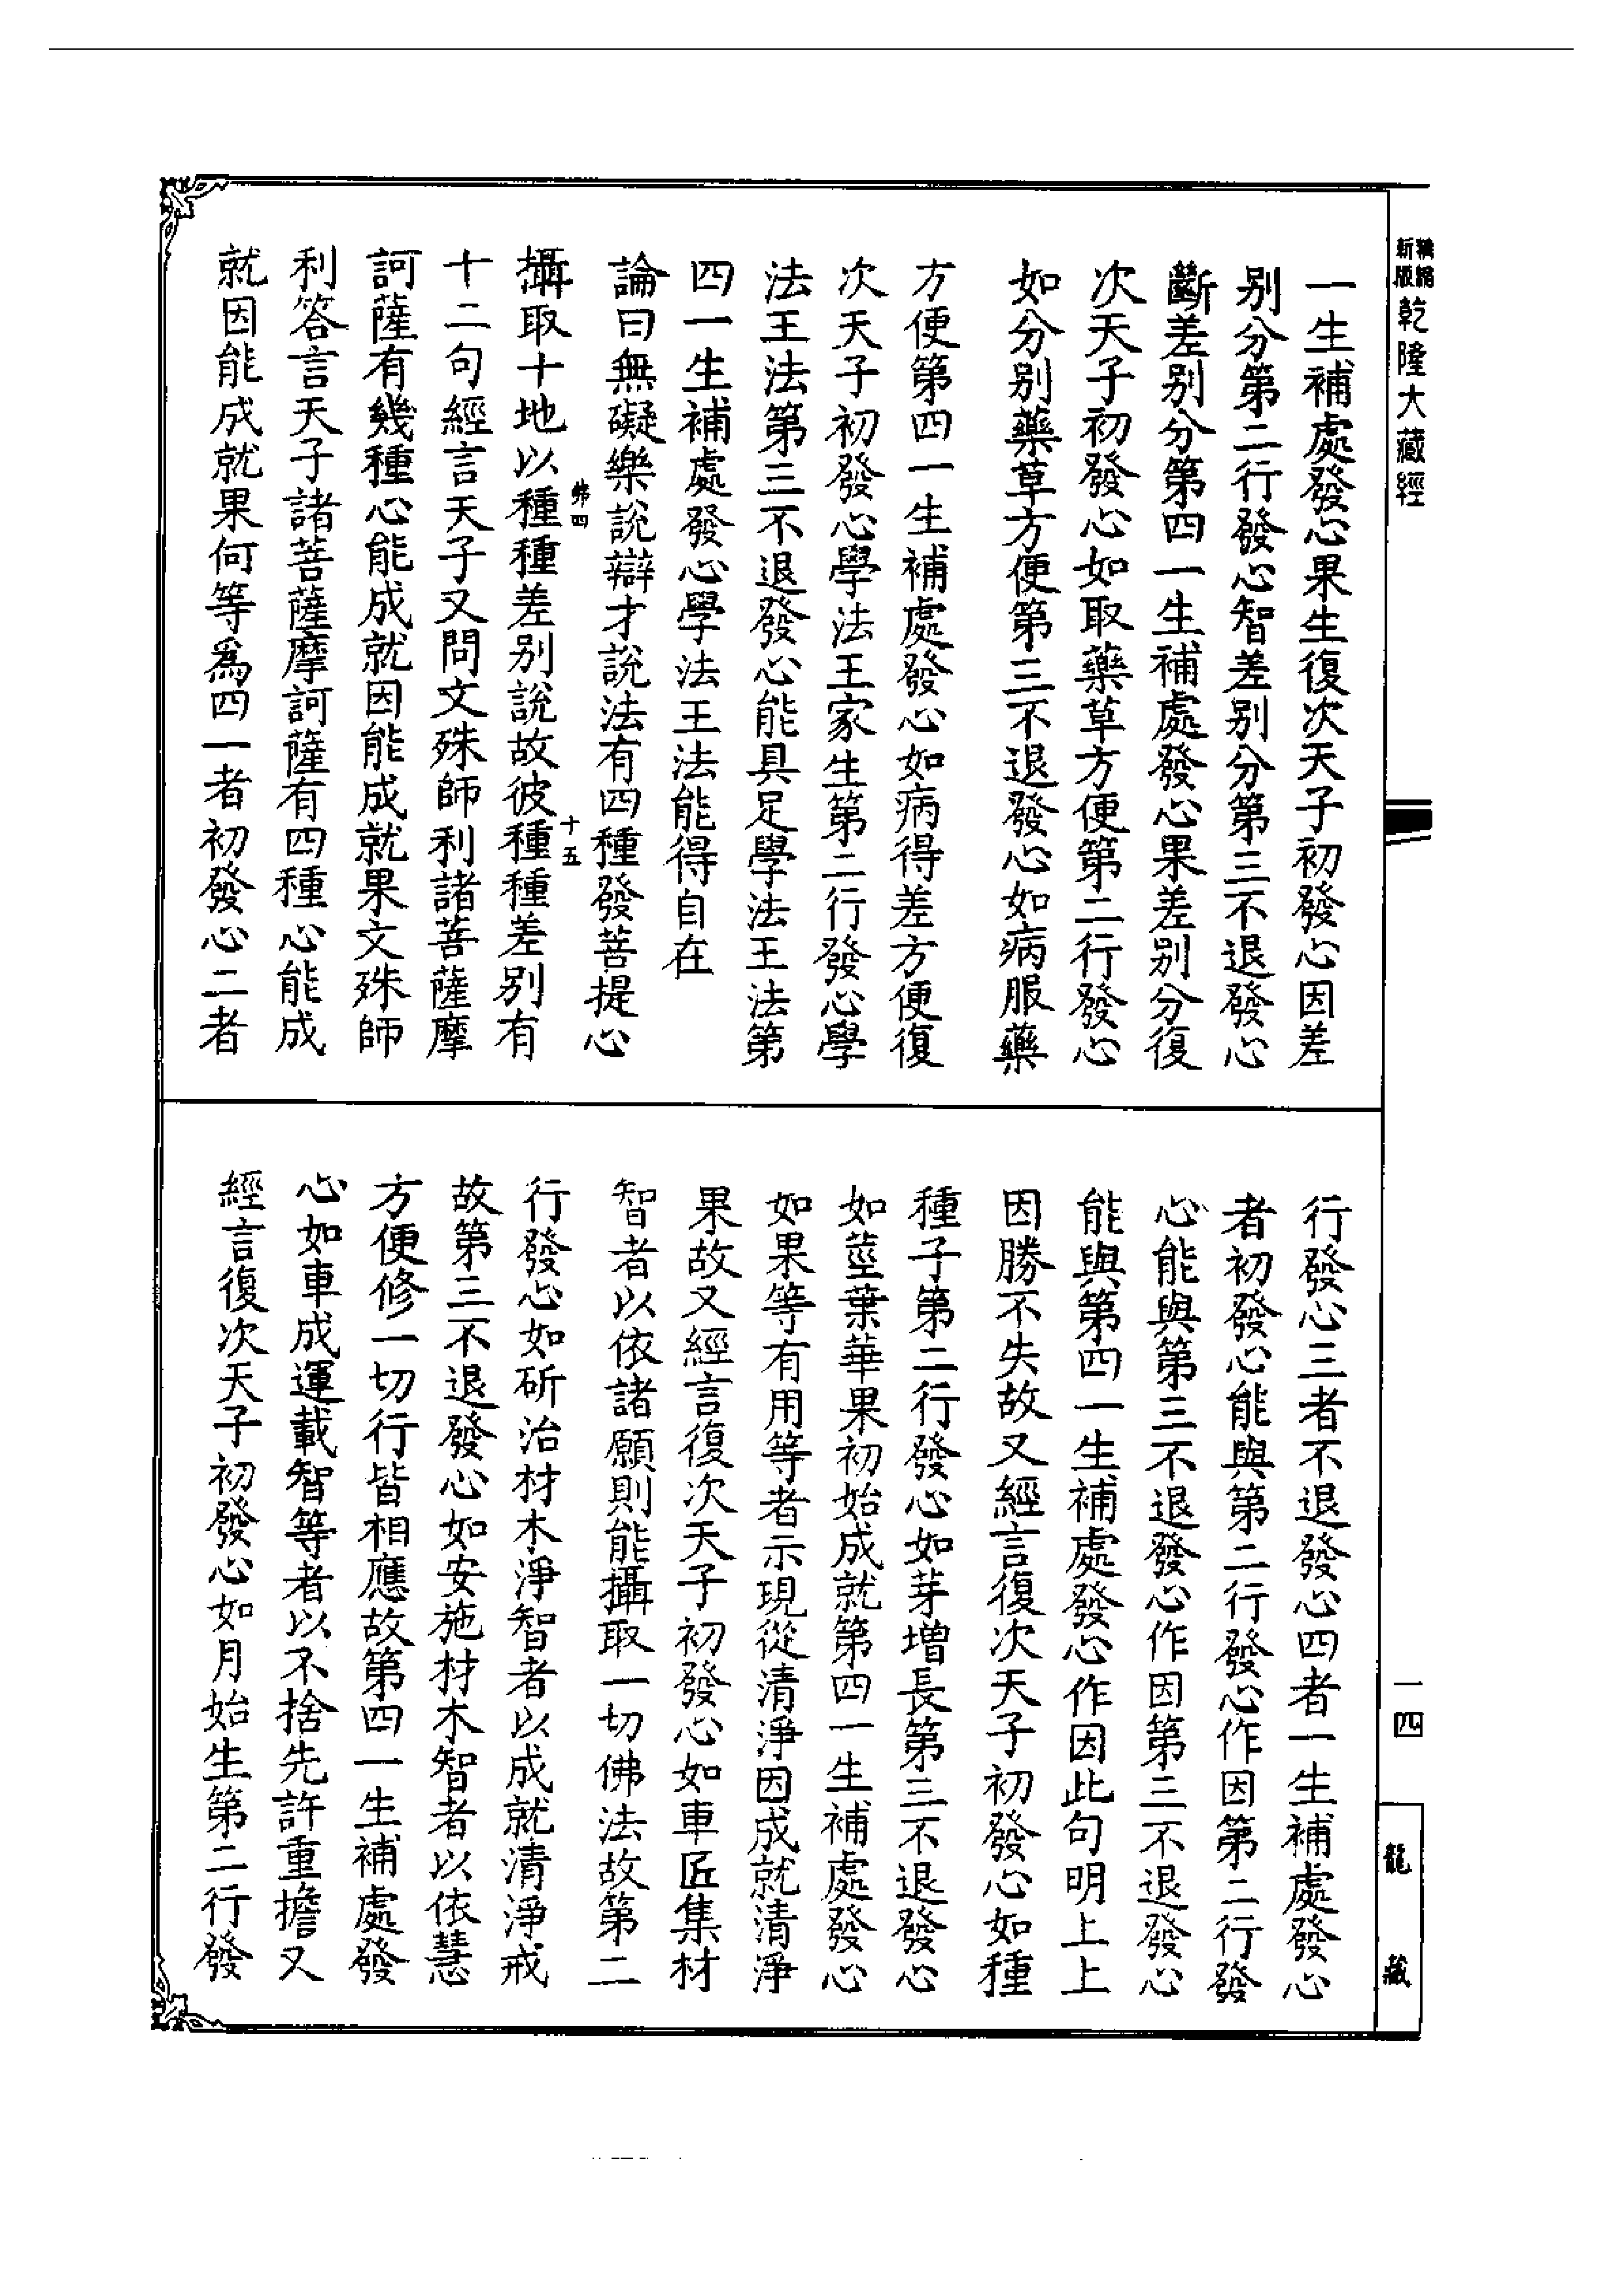 新版精縮乾隆大藏經
一生補處發心果生復次天子初發心因差
别分第二行發心智差别分第三不退發心
斷差别分第四一生補處發心果差别分復
次天子初發心如取藥草方便第二行發心
如分别藥草方便第三不退發心如病服藥
方便第四一生補處發心如病得差方便復
次天子初發心學法王家生第二行發心學
法王法第三不退發心能具足學法王法第
四一生補處發心學法王法能得自在
論曰無礙樂說辯才說法有四種發菩提心
弗四
十五
攝取十地以種種差别說故彼種種差别有
十二句經言天子又問文殊師利諸菩薩摩
訶薩有幾種心能成就因能成就果文殊師
利答言天子諸菩薩摩訶薩有四種心能成
就因能成就果何等爲四一者初發心二者
行發心三者不退發心四者一生補處發心
者初發心能與第二行發心作因第二行發
心能與第三不退發心作因第三不退發心
能與第四一生補處發心作因此句明上上
因勝不失故又經言復次天子初發心如種
種子第二行發心如芽增長第三不退發心
如莖葉華果初始成就第四一生補處發心
如果等有用等者示現從清淨因成就清淨
果故又經言復次天子初發心如車匠集材
智者以依諸願則能攝取一切佛法故第二
行發心如斫治材木淨智者以成就清淨戒
故第三不退發心如安施材木智者以依慧
方便修一切行皆相應故第四一生補處發
心如車成運載智等者以不捨先許重擔又
經言復次天子初發心如月始生第二行發
一四
龍藏